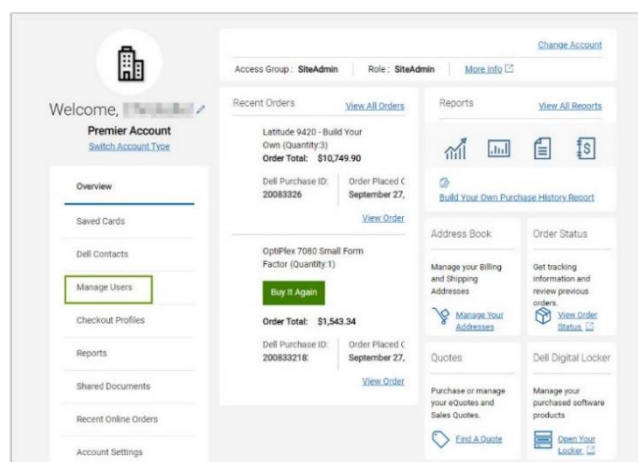 Change Account
Access Group : SiteAdmin
Role : SiteAdmin
More info
Welcome,
Premier Account
Switch Account Type
Overview
Saved Cards
Dell Contacts
Manage Users
Checkout Profiles
Reports
Shared Documents
Recent Online Orders
Account Settings
Recent Orders
View All Orders
Latitude 9420 - Build Your
Own (Quantity:3)
Order Total: $10,749.90
Dell Purchase ID:
20083326
Order Placed C
September 27,
View Order
OptiPlex 7080 Small Form
Factor (Quantity:1)
Buy It Again
Order Total: $1,543.34
Dell Purchase ID:
200833218:
Order Placed C
September 27,
View Order
Reports
View All Reports
Build Your Own Purchase History Report
Address Book
Manage your Billing
and Shipping
Addresses
Manage Your
Addresses
Order Status
Get tracking
information and
review previous
orders.
View Order
Status
Quotes
Purchase or manage
your eQuotes and
Sales Quotes.
Find A Quote
Dell Digital Locker
Manage your
purchased software
products
Open Your
Locker